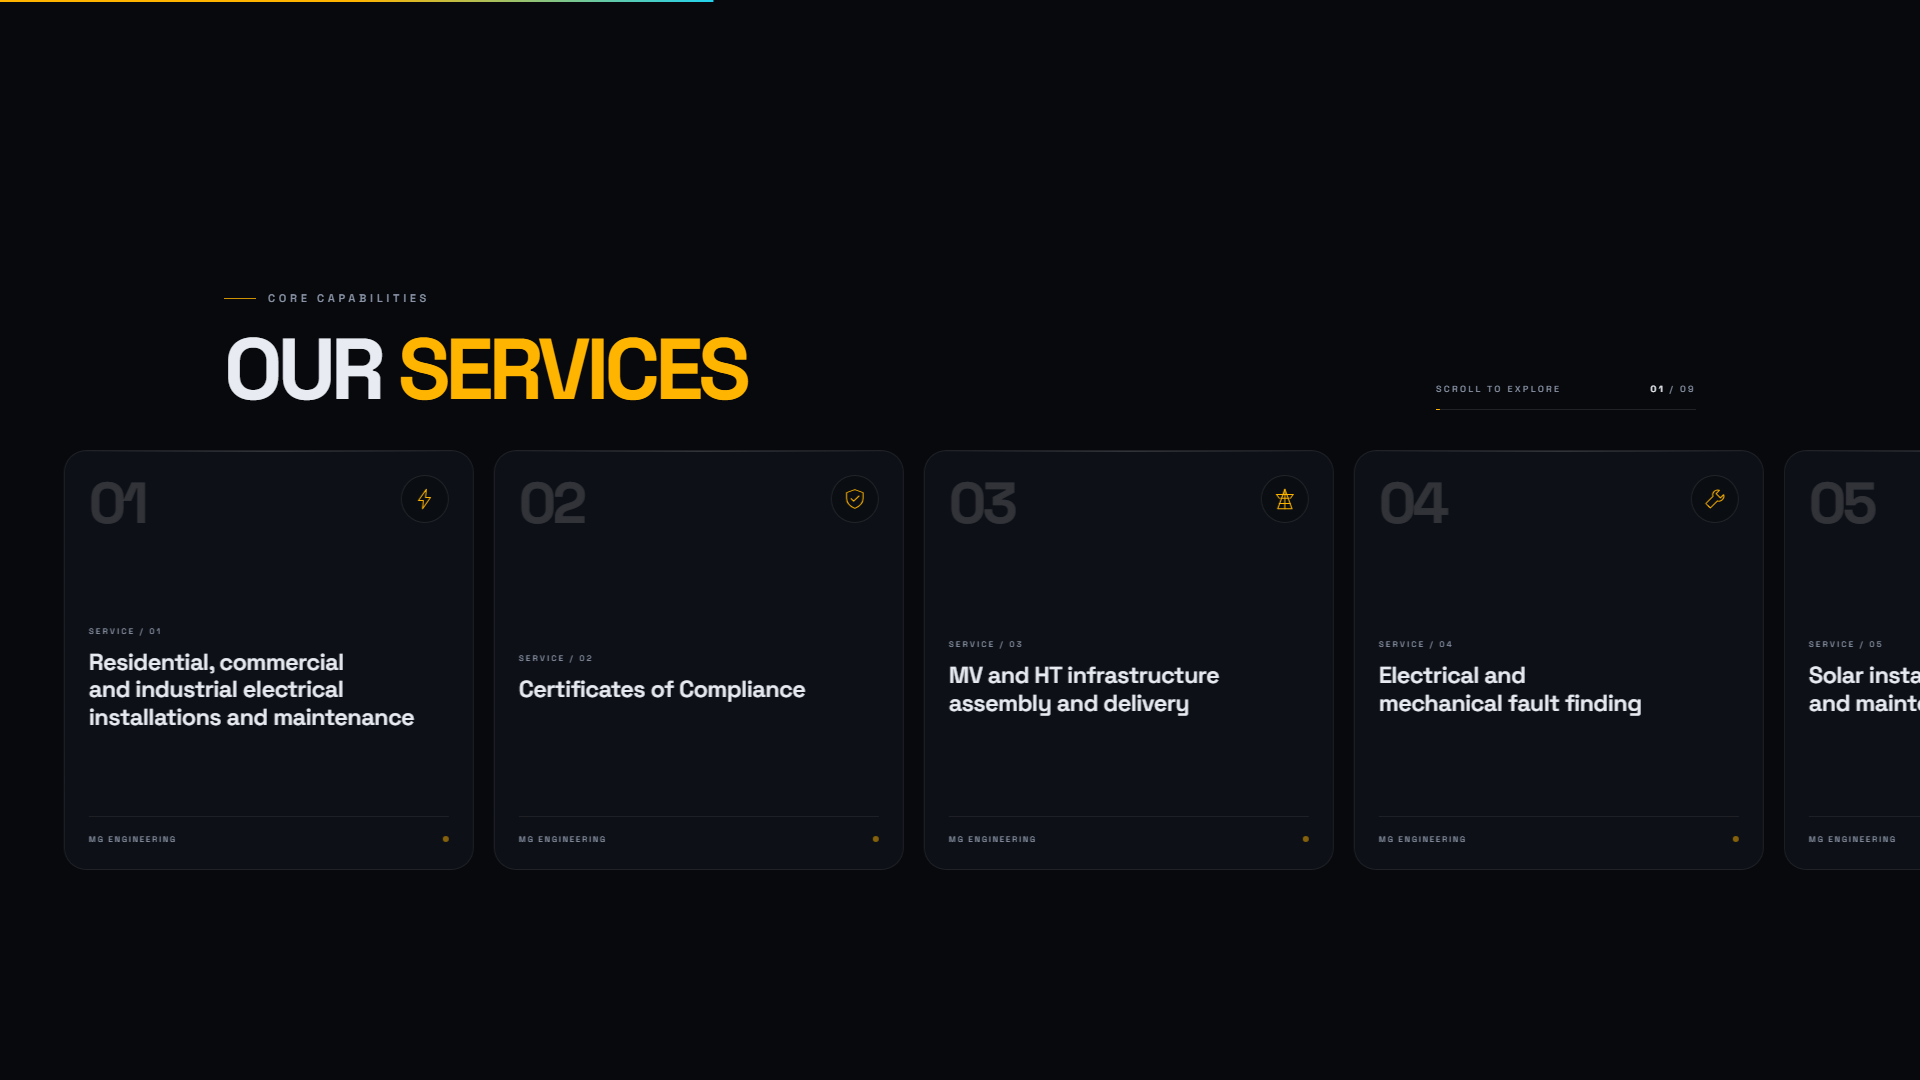 CORE CAPABILITIES
OUR SERVICES
SCROLL TO EXPLORE
01 / 09
01
SERVICE / 01
Residential, commercial
and industrial electrical
installations and maintenance
MG ENGINEERING
02
SERVICE / 02
Certificates of Compliance
MG ENGINEERING
03
SERVICE / 03
MV and HT infrastructure
assembly and delivery
MG ENGINEERING
04
SERVICE / 04
Electrical and
mechanical fault finding
MG ENGINEERING
05
SERVICE / 05
Solar
and
MG ENGINEERING